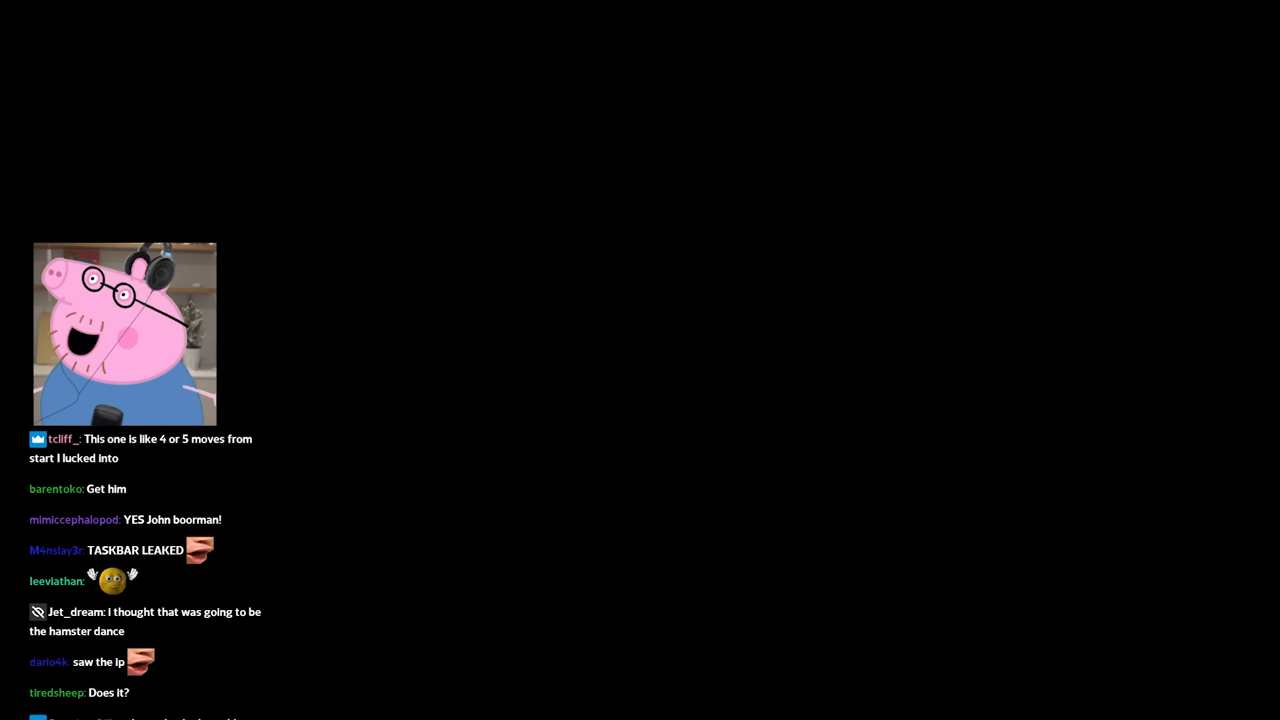 tcliff_: This one is like 4 or 5 moves from
start I lucked into
barentoko: Get him
mimiccephalopod: YES John boorman!
M4nslay3r: TASKBAR LEAKED
leeviathan:
Jet_dream: i thought that was going to be
the hamster dance
dario4k: saw the ip
tiredsheep: Does it?